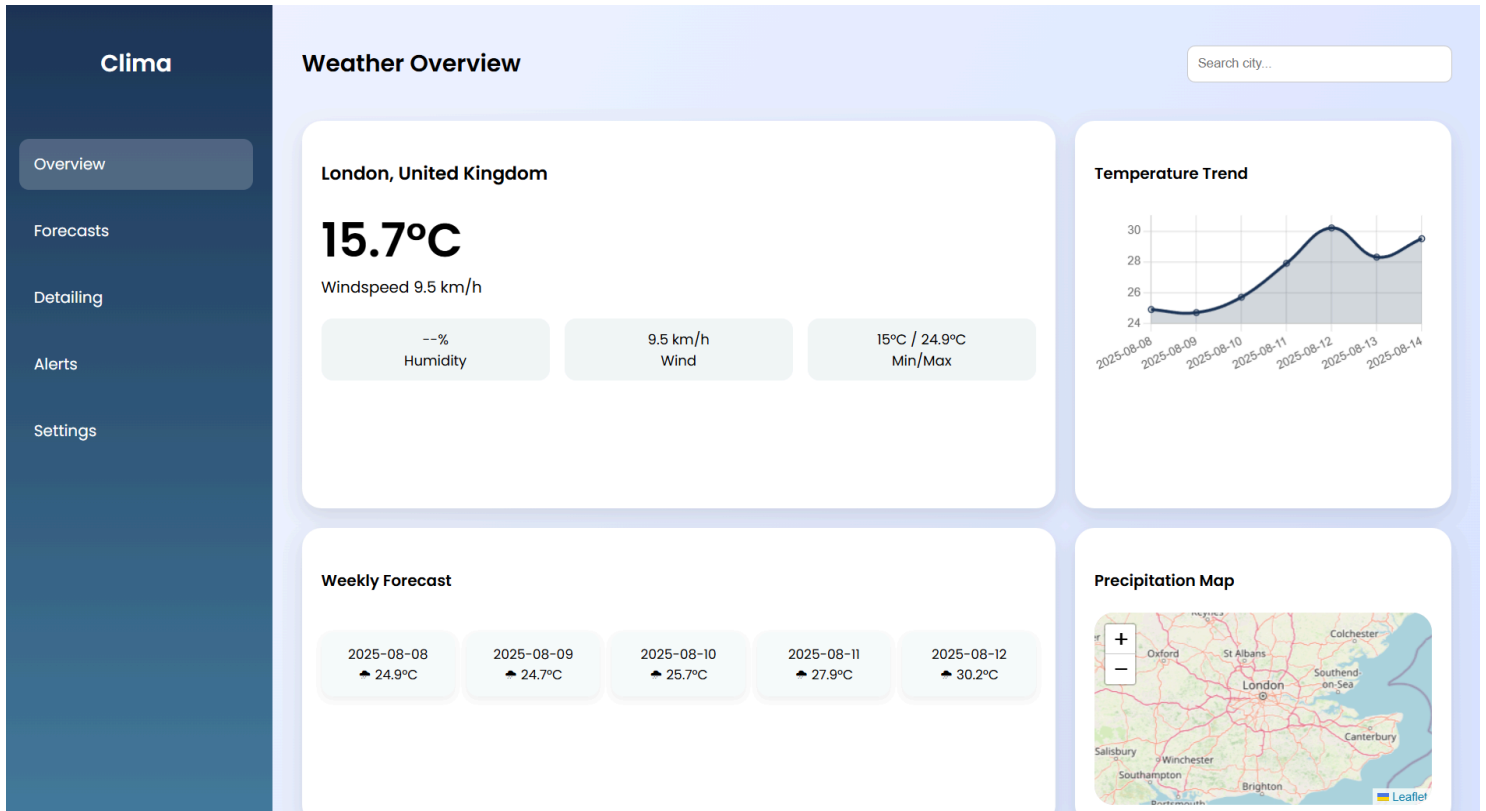 Clima
Overview
Forecasts
Detailing
Alerts
Settings
Weather Overview
Search city...
London, United Kingdom
15.7°C
Windspeed 9.5 km/h
--%
Humidity
9.5 km/h
Wind
15°C / 24.9°C
Min/Max
Temperature Trend
30
28
26
24
2025-08-08
2025-08-09
2025-08-10
2025-08-11
2025-08-12
2025-08-13
2025-08-14
Weekly Forecast
2025-08-08
24.9°C
2025-08-09
24.7°C
2025-08-10
25.7°C
2025-08-11
27.9°C
2025-08-12
30.2°C
Precipitation Map
+
−
Colchester
Oxford
St Albans
Southend-
on-Sea
London
Canterbury
Salisbury
Winchester
Southampton
Brighton
Leaflet